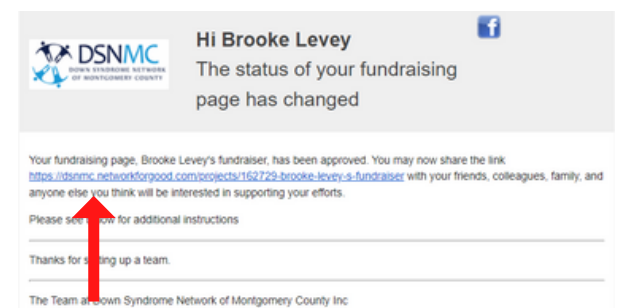 DSNMC
DOWN SYNDROME NETWORK
OF MONTGOMERY COUNTY
Hi Brooke Levey
The status of your fundraising
page has changed
f
Your fundraising page, Brooke Levey's fundraiser, has been approved. You may now share the link
https://dsnmc.networkforgood.com/projects/162729-brooke-levey-s-fundraiser with your friends, colleagues, family, and
anyone else you think will be interested in supporting your efforts.
Please see for additional instructions
Thanks for up a team.
The Team at Down Syndrome Network of Montgomery County Inc